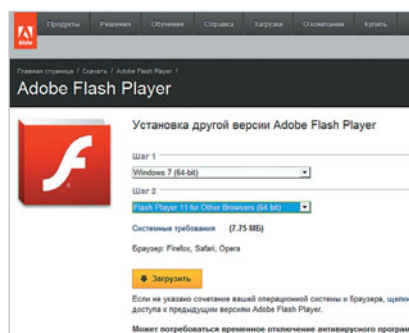 Продукты Решения Обучение Справка Загрузки О компании Купить
Adobe
Главная страница / Скачать / Adobe Flash Player /
Adobe Flash Player
Установка другой версии Adobe Flash Player
Шаг 1
Windows 7 (64-bit)
Шаг 2
Flash Player 11 for Other Browsers (64 bit)
Системные требования (7.75 МБ)
Браузер: Firefox, Safari, Opera
Загрузить
Если не указано сочетание вашей операционной системы и браузера,
доступа к предыдущим версиям Adobe Flash Player.
Может потребоваться временное отключение антивирусного